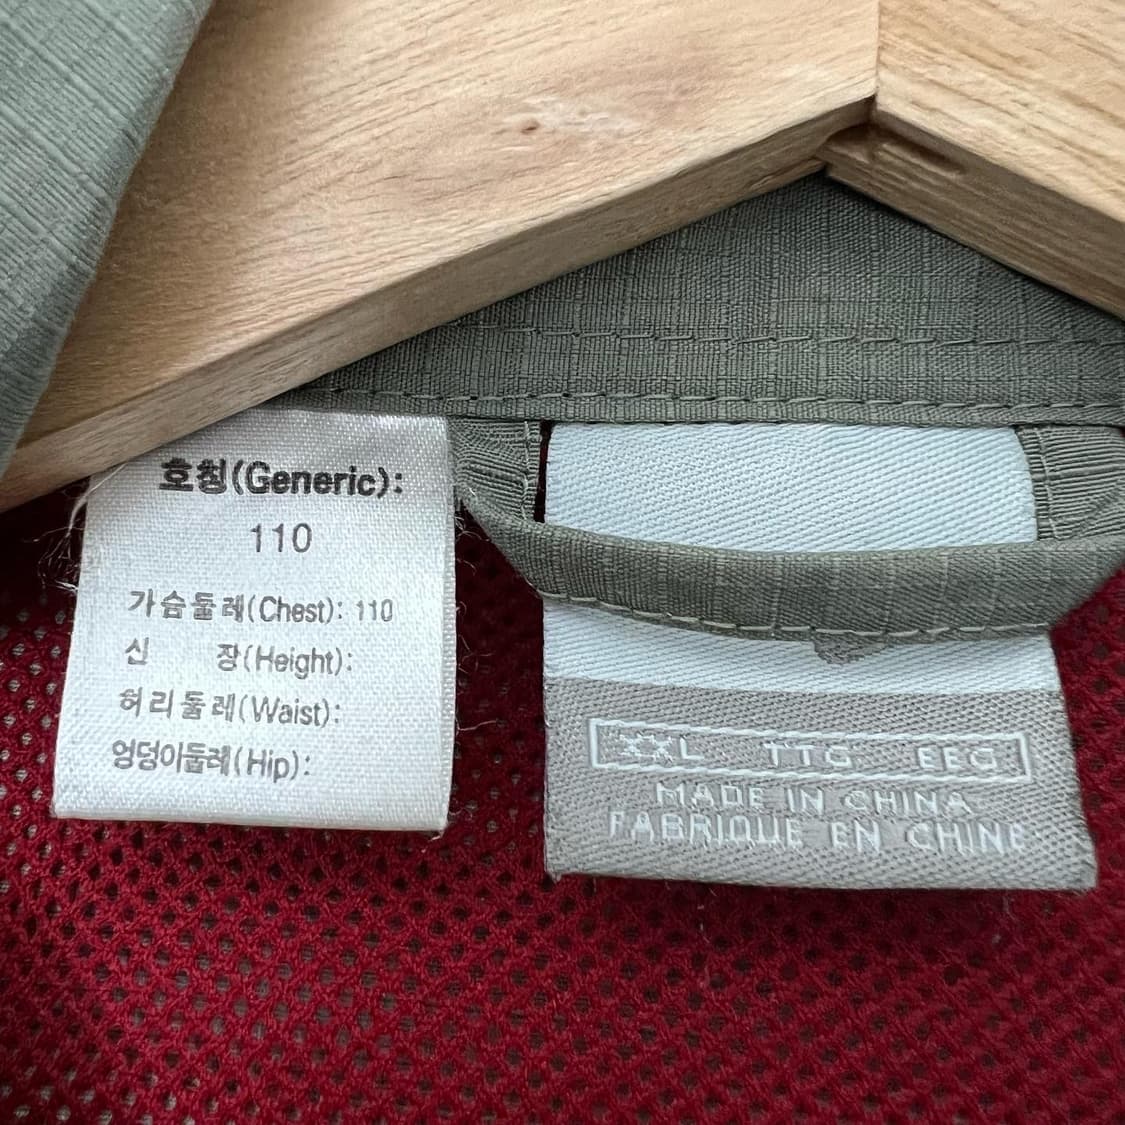 호칭(Generic):
110
가슴둘레(Chest): 110
신 장(Height):
허리둘레(Waist):
엉덩이둘레(Hip):
XXL TTG EEG
MADE IN CHINA
FABRIQUE EN CHINE